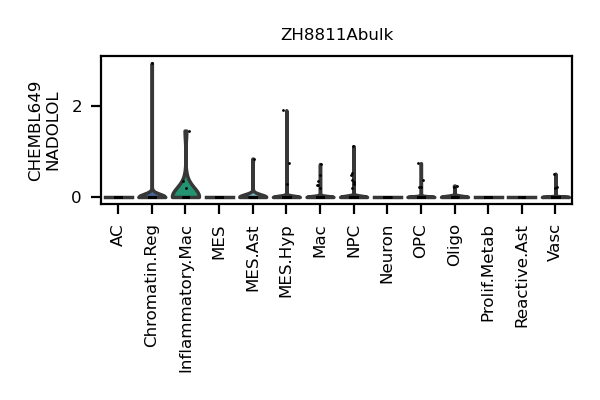 ZH8811Abulk
CHEMBL649
NADOLOL
2
0
AC
Chromatin.Reg
Inflammatory.Mac
MES
MES.Ast
MES.Hyp
Mac
NPC
Neuron
OPC
Oligo
Prolif.Metab
Reactive.Ast
Vasc